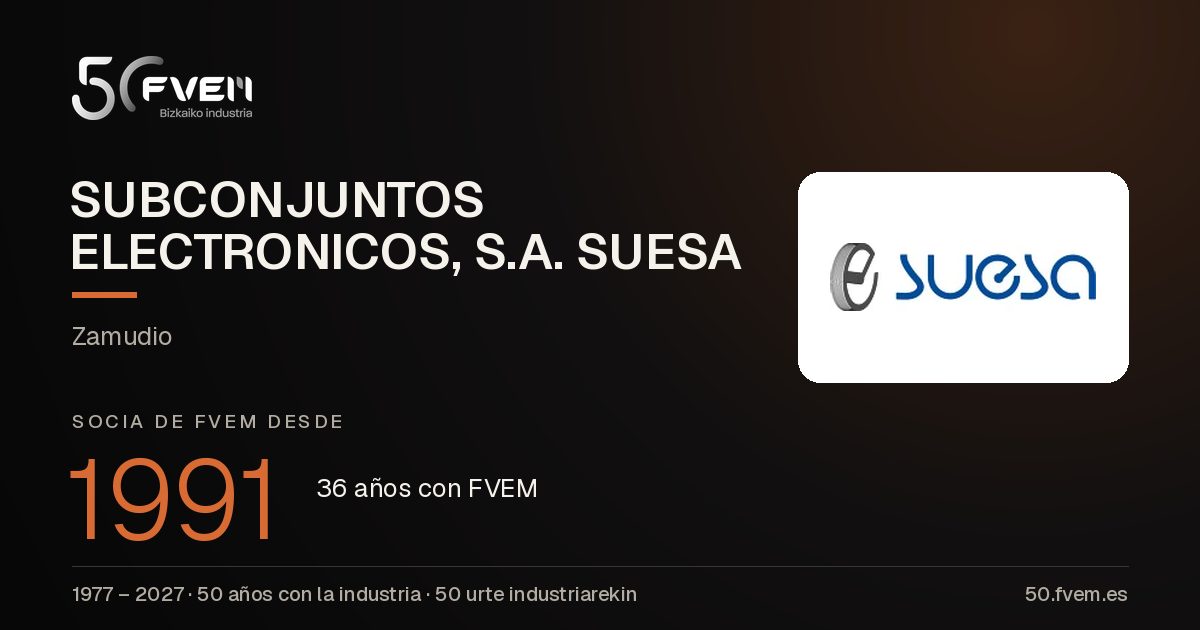 50 FVEM
Bizkaiko industria
SUBCONJUNTOS
ELECTRONICOS, S.A. SUESA
suesa
Zamudio
SOCIA DE FVEM DESDE
1991
36 años con FVEM
1977 – 2027 · 50 años con la industria · 50 urte industriarekin
50.fvem.es